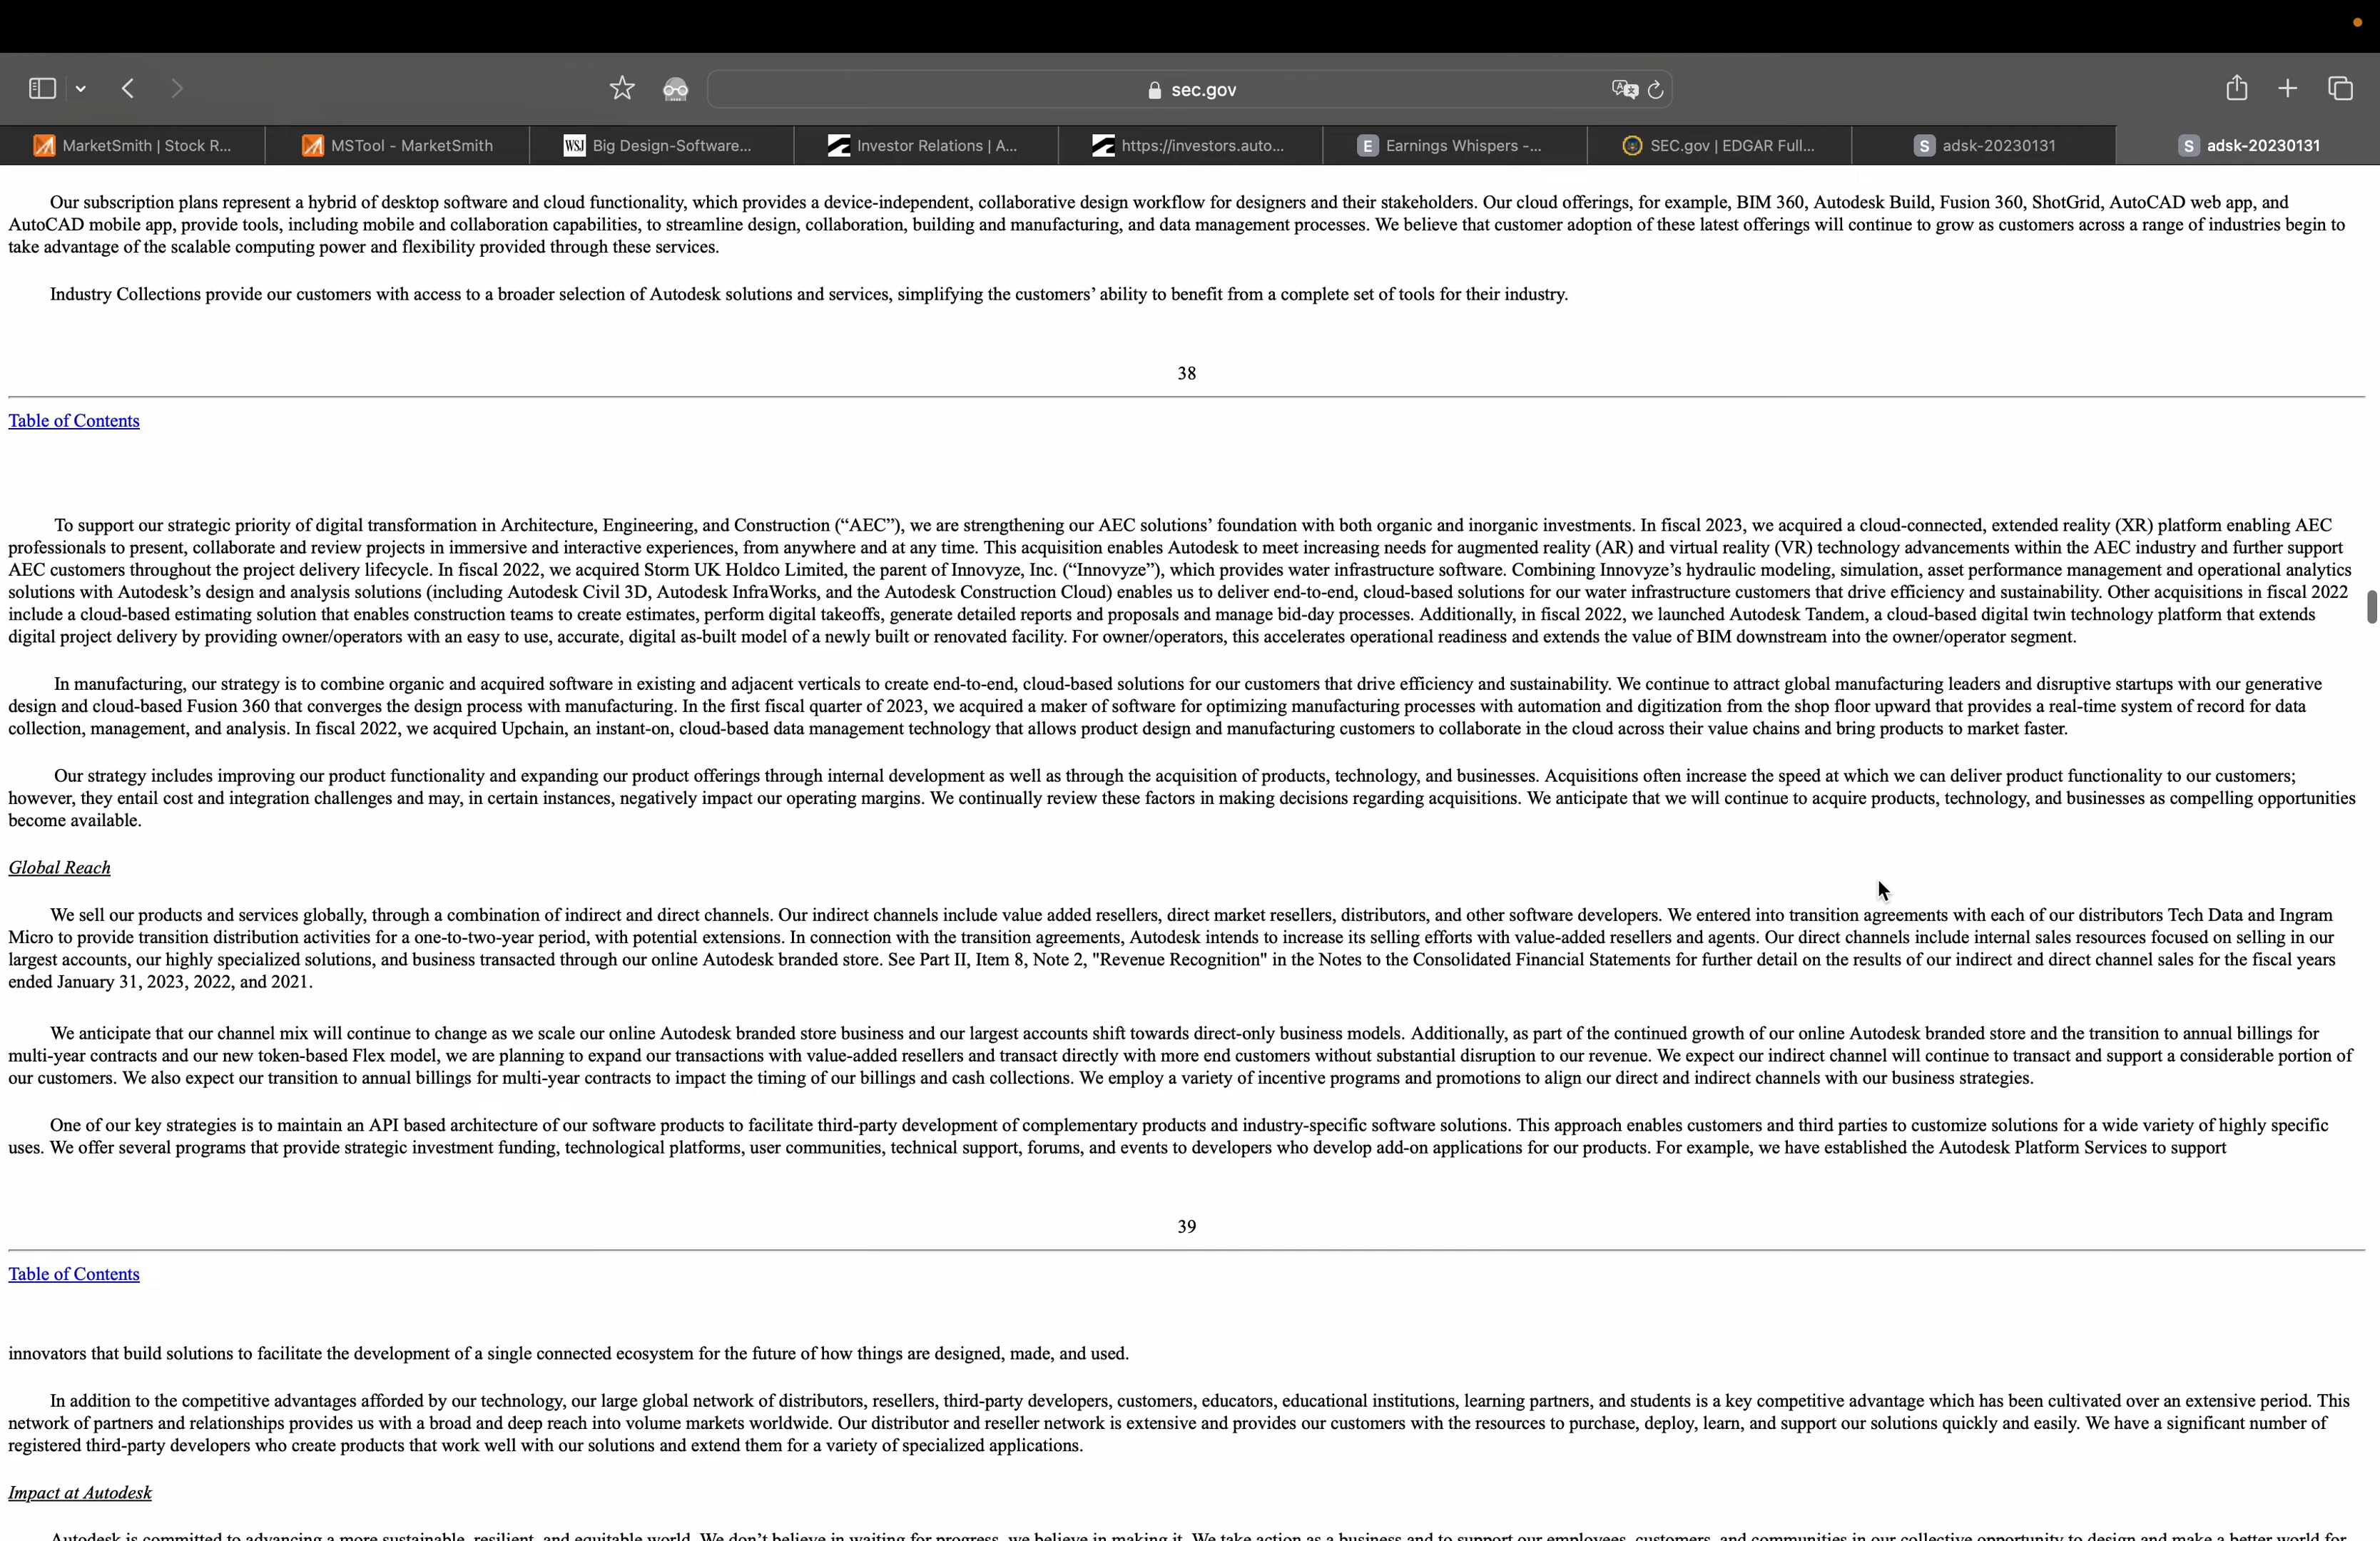 sec.gov
MarketSmith | Stock R...
MSTool - MarketSmith
WSJ Big Design-Software...
Investor Relations | A...
https://investors.auto...
E Earnings Whispers -...
SEC.gov | EDGAR Full...
S adsk-20230131
S adsk-20230131
Our subscription plans represent a hybrid of desktop software and cloud functionality, which provides a device-independent, collaborative design workflow for designers and their stakeholders. Our cloud offerings, for example, BIM 360, Autodesk Build, Fusion 360, ShotGrid, AutoCAD web app, and
AutoCAD mobile app, provide tools, including mobile and collaboration capabilities, to streamline design, collaboration, building and manufacturing, and data management processes. We believe that customer adoption of these latest offerings will continue to grow as customers across a range of industries begin to
take advantage of the scalable computing power and flexibility provided through these services.
Industry Collections provide our customers with access to a broader selection of Autodesk solutions and services, simplifying the customers’ ability to benefit from a complete set of tools for their industry.
38
Table of Contents
To support our strategic priority of digital transformation in Architecture, Engineering, and Construction (“AEC”), we are strengthening our AEC solutions’ foundation with both organic and inorganic investments. In fiscal 2023, we acquired a cloud-connected, extended reality (XR) platform enabling AEC
professionals to present, collaborate and review projects in immersive and interactive experiences, from anywhere and at any time. This acquisition enables Autodesk to meet increasing needs for augmented reality (AR) and virtual reality (VR) technology advancements within the AEC industry and further support
AEC customers throughout the project delivery lifecycle. In fiscal 2022, we acquired Storm UK Holdco Limited, the parent of Innovyze, Inc. (“Innovyze”), which provides water infrastructure software. Combining Innovyze’s hydraulic modeling, simulation, asset performance management and operational analytics
solutions with Autodesk’s design and analysis solutions (including Autodesk Civil 3D, Autodesk InfraWorks, and the Autodesk Construction Cloud) enables us to deliver end-to-end, cloud-based solutions for our water infrastructure customers that drive efficiency and sustainability. Other acquisitions in fiscal 2022
include a cloud-based estimating solution that enables construction teams to create estimates, perform digital takeoffs, generate detailed reports and proposals and manage bid-day processes. Additionally, in fiscal 2022, we launched Autodesk Tandem, a cloud-based digital twin technology platform that extends
digital project delivery by providing owner/operators with an easy to use, accurate, digital as-built model of a newly built or renovated facility. For owner/operators, this accelerates operational readiness and extends the value of BIM downstream into the owner/operator segment.
In manufacturing, our strategy is to combine organic and acquired software in existing and adjacent verticals to create end-to-end, cloud-based solutions for our customers that drive efficiency and sustainability. We continue to attract global manufacturing leaders and disruptive startups with our generative
design and cloud-based Fusion 360 that converges the design process with manufacturing. In the first fiscal quarter of 2023, we acquired a maker of software for optimizing manufacturing processes with automation and digitization from the shop floor upward that provides a real-time system of record for data
collection, management, and analysis. In fiscal 2022, we acquired Upchain, an instant-on, cloud-based data management technology that allows product design and manufacturing customers to collaborate in the cloud across their value chains and bring products to market faster.
Our strategy includes improving our product functionality and expanding our product offerings through internal development as well as through the acquisition of products, technology, and businesses. Acquisitions often increase the speed at which we can deliver product functionality to our customers;
however, they entail cost and integration challenges and may, in certain instances, negatively impact our operating margins. We continually review these factors in making decisions regarding acquisitions. We anticipate that we will continue to acquire products, technology, and businesses as compelling opportunities
become available.
Global Reach
We sell our products and services globally, through a combination of indirect and direct channels. Our indirect channels include value added resellers, direct market resellers, distributors, and other software developers. We entered into transition agreements with each of our distributors Tech Data and Ingram
Micro to provide transition distribution activities for a one-to-two-year period, with potential extensions. In connection with the transition agreements, Autodesk intends to increase its selling efforts with value-added resellers and agents. Our direct channels include internal sales resources focused on selling in our
largest accounts, our highly specialized solutions, and business transacted through our online Autodesk branded store. See Part II, Item 8, Note 2, "Revenue Recognition" in the Notes to the Consolidated Financial Statements for further detail on the results of our indirect and direct channel sales for the fiscal years
ended January 31, 2023, 2022, and 2021.
We anticipate that our channel mix will continue to change as we scale our online Autodesk branded store business and our largest accounts shift towards direct-only business models. Additionally, as part of the continued growth of our online Autodesk branded store and the transition to annual billings for
multi-year contracts and our new token-based Flex model, we are planning to expand our transactions with value-added resellers and transact directly with more end customers without substantial disruption to our revenue. We expect our indirect channel will continue to transact and support a considerable portion of
our customers. We also expect our transition to annual billings for multi-year contracts to impact the timing of our billings and cash collections. We employ a variety of incentive programs and promotions to align our direct and indirect channels with our business strategies.
One of our key strategies is to maintain an API based architecture of our software products to facilitate third-party development of complementary products and industry-specific software solutions. This approach enables customers and third parties to customize solutions for a wide variety of highly specific
uses. We offer several programs that provide strategic investment funding, technological platforms, user communities, technical support, forums, and events to developers who develop add-on applications for our products. For example, we have established the Autodesk Platform Services to support
39
Table of Contents
innovators that build solutions to facilitate the development of a single connected ecosystem for the future of how things are designed, made, and used.
In addition to the competitive advantages afforded by our technology, our large global network of distributors, resellers, third-party developers, customers, educators, educational institutions, learning partners, and students is a key competitive advantage which has been cultivated over an extensive period. This
network of partners and relationships provides us with a broad and deep reach into volume markets worldwide. Our distributor and reseller network is extensive and provides our customers with the resources to purchase, deploy, learn, and support our solutions quickly and easily. We have a significant number of
registered third-party developers who create products that work well with our solutions and extend them for a variety of specialized applications.
Impact at Autodesk
Autodesk is committed to advancing a more sustainable, resilient, and equitable world. We don’t believe in waiting for progress, we believe in making it. We take action as a business and to support our employees, customers, and communities in our collective opportunity to design and make a better world for